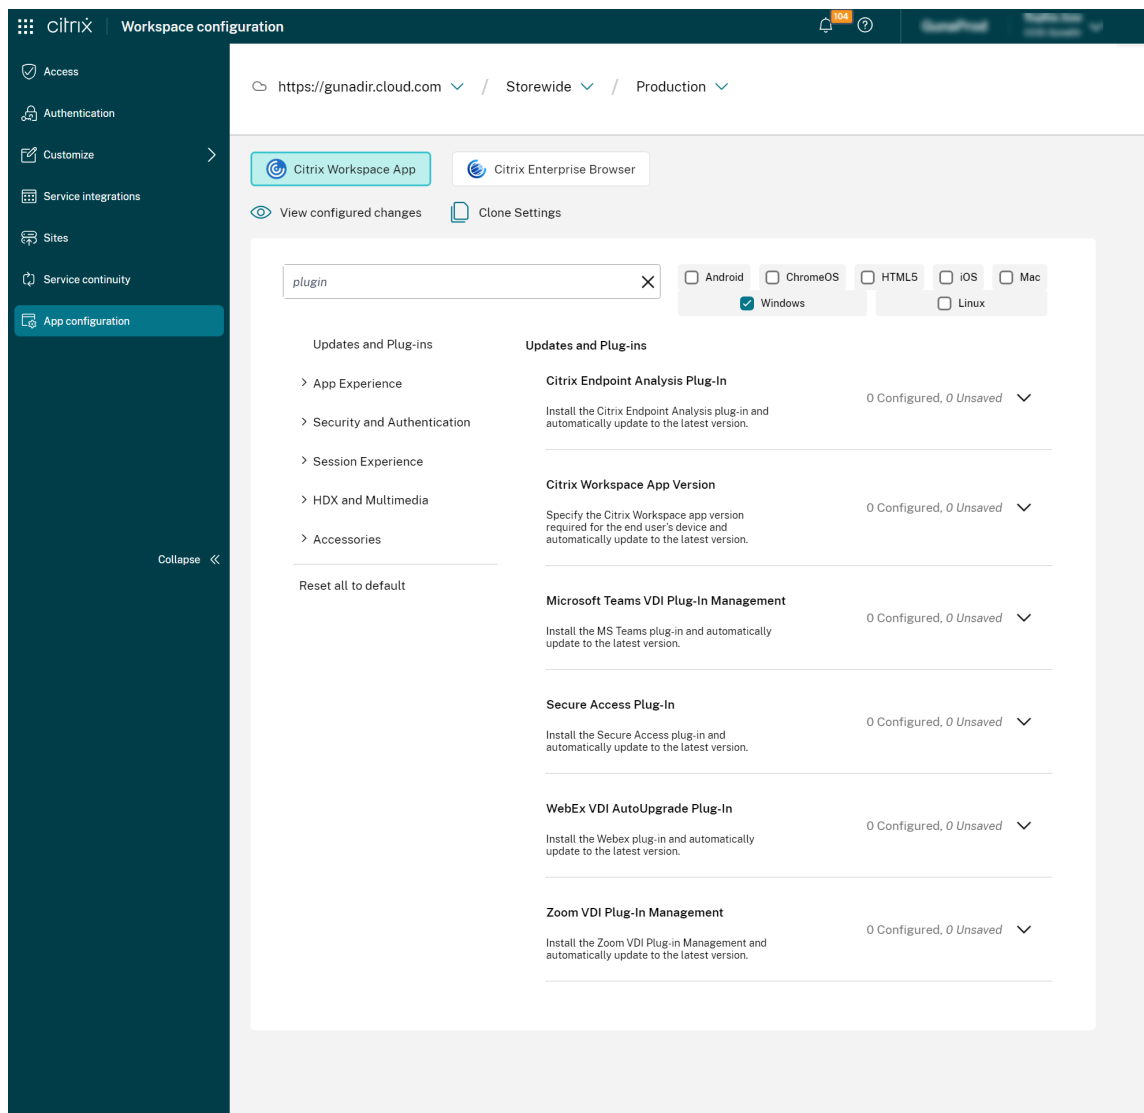 citrix
Workspace configuration
104
Access
Authentication
Customize
Service integrations
Sites
Service continuity
App configuration
Collapse
https://gunadir.cloud.com / Storewide / Production
Citrix Workspace App
Citrix Enterprise Browser
View configured changes
Clone Settings
plugin
Android
ChromeOS
HTML5
iOS
Mac
Windows
Linux
Updates and Plug-ins
App Experience
Security and Authentication
Session Experience
HDX and Multimedia
Accessories
Reset all to default
Updates and Plug-ins
Citrix Endpoint Analysis Plug-In
Install the Citrix Endpoint Analysis plug-in and
automatically update to the latest version.
0 Configured, 0 Unsaved
Citrix Workspace App Version
Specify the Citrix Workspace app version
required for the end user's device and
automatically update to the latest version.
0 Configured, 0 Unsaved
Microsoft Teams VDI Plug-In Management
Install the MS Teams plug-in and automatically
update to the latest version.
0 Configured, 0 Unsaved
Secure Access Plug-In
Install the Secure Access plug-in and
automatically update to the latest version.
0 Configured, 0 Unsaved
WebEx VDI AutoUpgrade Plug-In
Install the Webex plug-in and automatically
update to the latest version.
0 Configured, 0 Unsaved
Zoom VDI Plug-In Management
Install the Zoom VDI Plug-in Management and
automatically update to the latest version.
0 Configured, 0 Unsaved